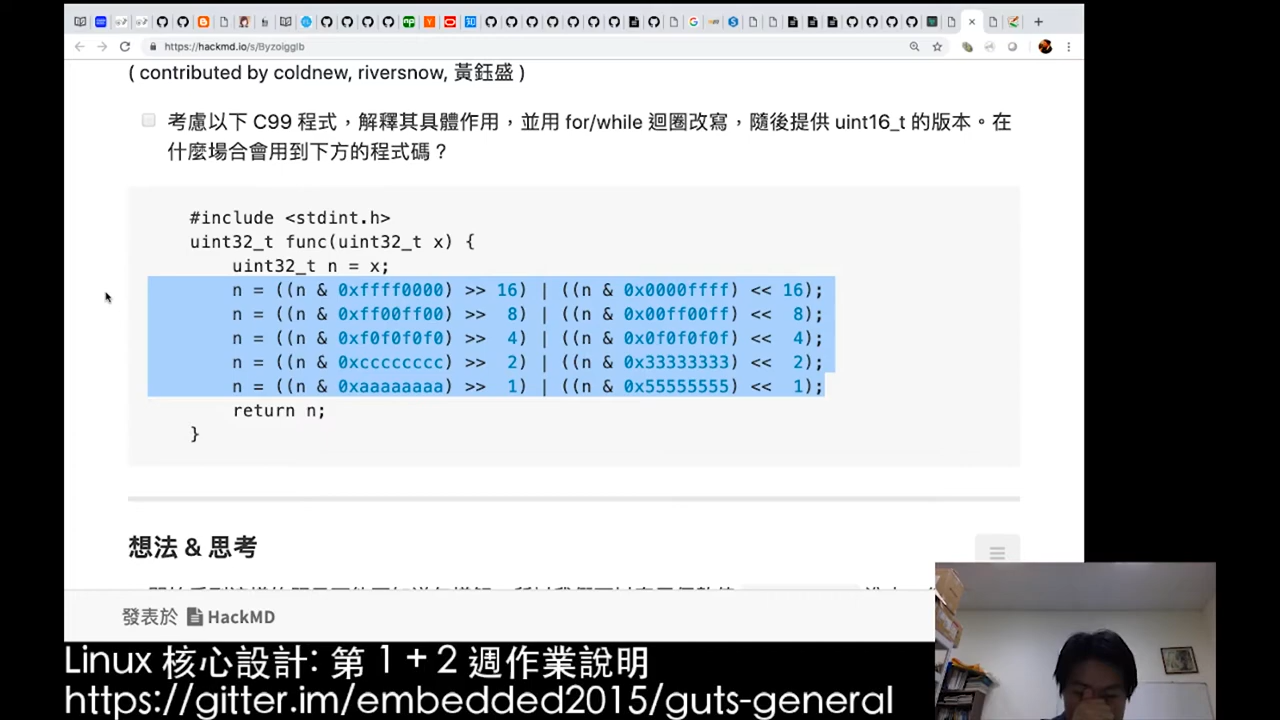 https://hackmd.io/s/Byzoigglb
( contributed by coldnew, riversnow, 黃鈺盛 )
考慮以下 C99 程式，解釋其具體作用，並用 for/while 迴圈改寫，隨後提供 uint16_t 的版本。在
什麼場合會用到下方的程式碼？
#include <stdint.h>
uint32_t func(uint32_t x) {
uint32_t n = x;
n = ((n & 0xffff0000) >> 16) | ((n & 0x0000ffff) << 16);
n = ((n & 0xff00ff00) >>  8) | ((n & 0x00ff00ff) <<  8);
n = ((n & 0xf0f0f0f0) >>  4) | ((n & 0x0f0f0f0f) <<  4);
n = ((n & 0xcccccccc) >>  2) | ((n & 0x33333333) <<  2);
n = ((n & 0xaaaaaaaa) >>  1) | ((n & 0x55555555) <<  1);
return n;
}
想法 & 思考
發表於 HackMD
Linux 核心設計: 第 1 + 2 週作業說明
https://gitter.im/embedded2015/guts-general